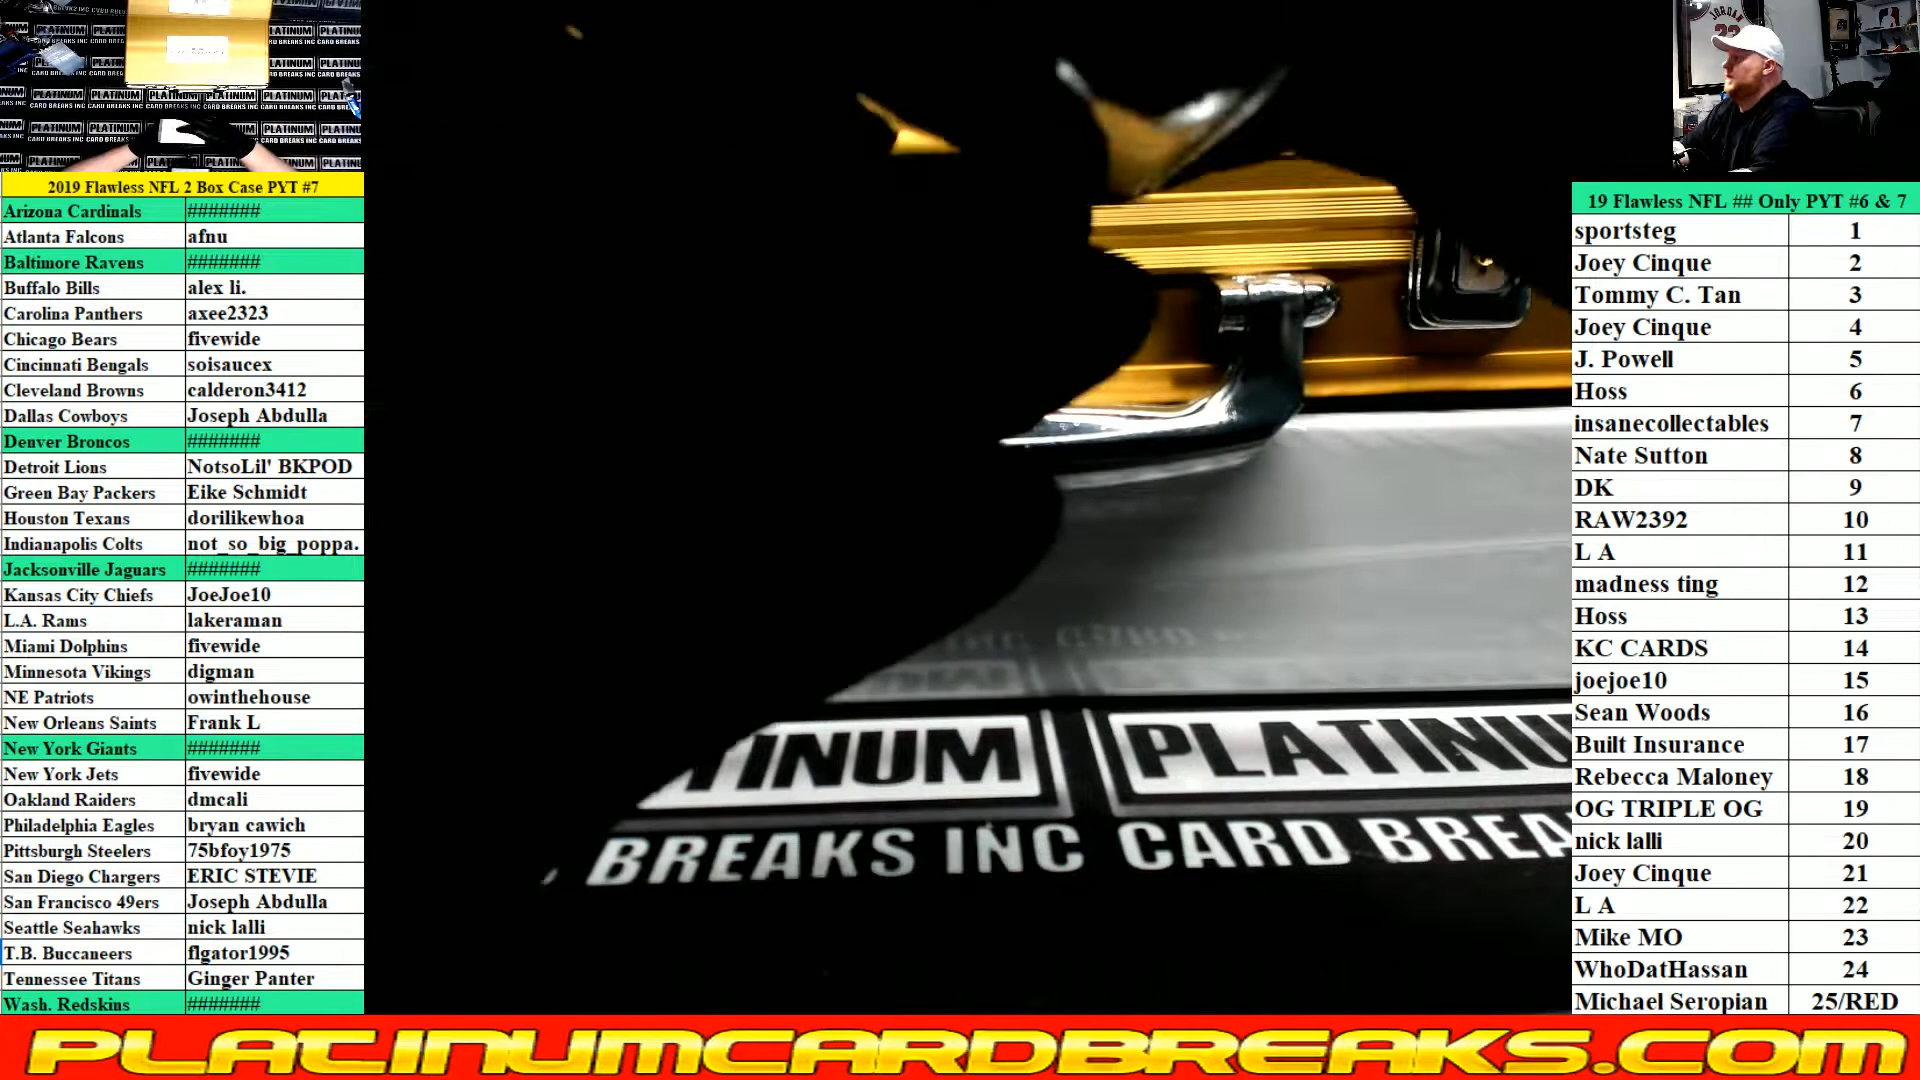 2019 Flawless NFL 2 Box Case PYT #7
Arizona Cardinals #######
Atlanta Falcons afnu
Baltimore Ravens #######
Buffalo Bills alex li.
Carolina Panthers axee2323
Chicago Bears fivewide
Cincinnati Bengals soisaucex
Cleveland Browns calderon3412
Dallas Cowboys Joseph Abdulla
Denver Broncos #######
Detroit Lions NotsoLil' BKPOD
Green Bay Packers Eike Schmidt
Houston Texans dorilikewhoa
Indianapolis Colts not_so_big_poppa.
Jacksonville Jaguars #######
Kansas City Chiefs JoeJoe10
L.A. Rams lakeraman
Miami Dolphins fivewide
Minnesota Vikings digman
NE Patriots owinthehouse
New Orleans Saints Frank L
New York Giants #######
New York Jets fivewide
Oakland Raiders dmcali
Philadelphia Eagles bryan cawich
Pittsburgh Steelers 75bfoy1975
San Diego Chargers ERIC STEVIE
San Francisco 49ers Joseph Abdulla
Seattle Seahawks nick lalli
T.B. Buccaneers flgator1995
Tennessee Titans Ginger Panter
Wash. Redskins #######
TINUM PLATINU
BREAKS INC CARD BREA
JORDAN
19 Flawless NFL ## Only PYT #6 & 7
sportsteg 1
Joey Cinque 2
Tommy C. Tan 3
Joey Cinque 4
J. Powell 5
Hoss 6
insanecollectables 7
Nate Sutton 8
DK 9
RAW2392 10
L A 11
madness ting 12
Hoss 13
KC CARDS 14
joejoe10 15
Sean Woods 16
Built Insurance 17
Rebecca Maloney 18
OG TRIPLE OG 19
nick lalli 20
Joey Cinque 21
L A 22
Mike MO 23
WhoDatHassan 24
Michael Seropian 25/RED
PLATINUMCARDBREAKS.COM